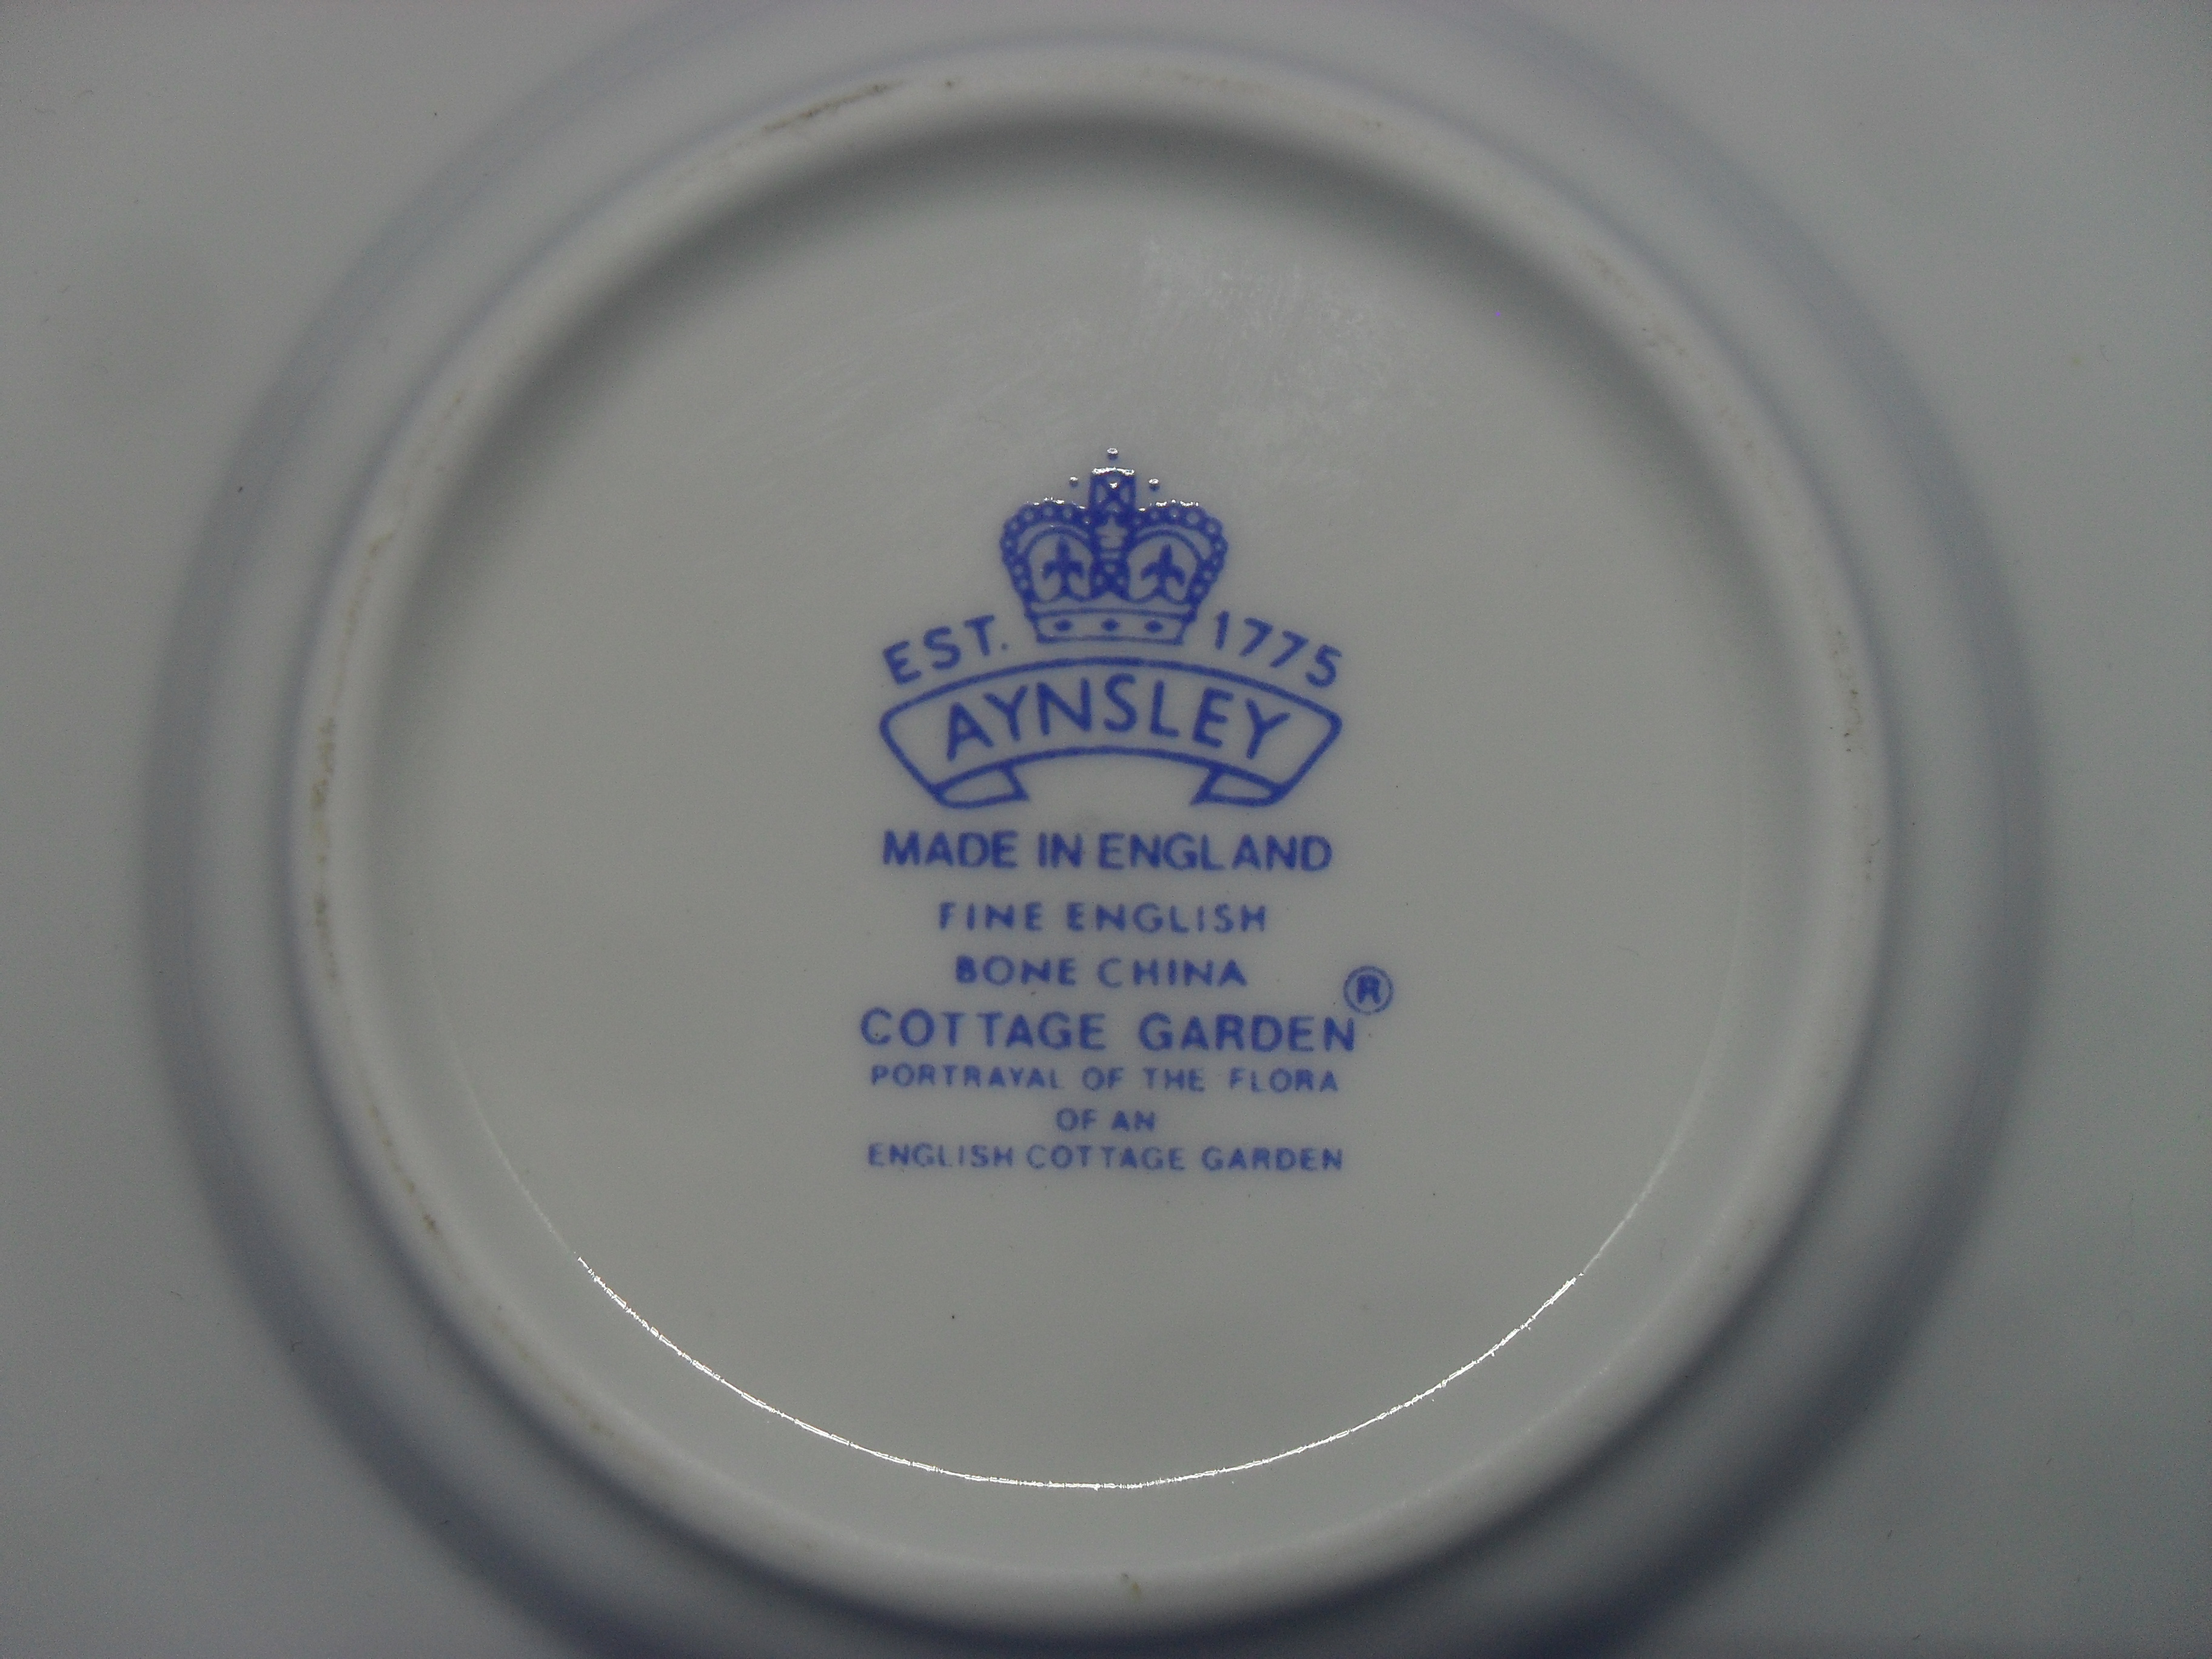 EST. 1775
AYNSLEY
MADE IN ENGLAND
FINE ENGLISH
BONE CHINA
COTTAGE GARDEN®
PORTRAYAL OF THE FLORA
OF AN
ENGLISH COTTAGE GARDEN